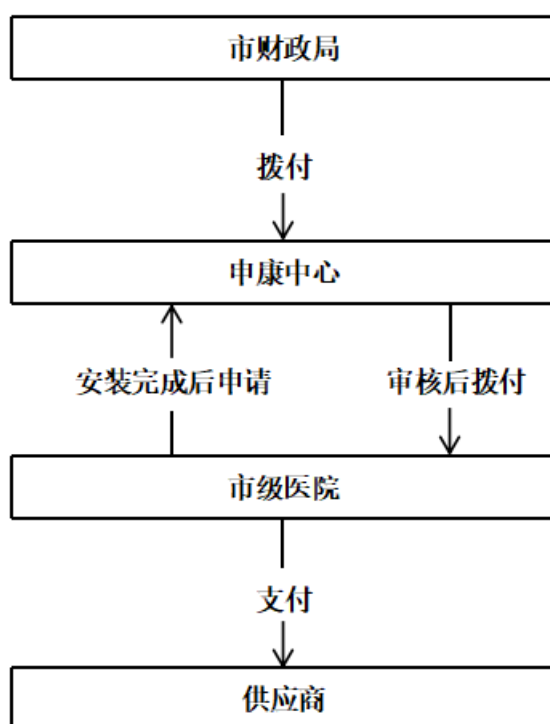 市财政局
拨付
申康中心
安装完成后申请
审核后拨付
市级医院
支付
供应商